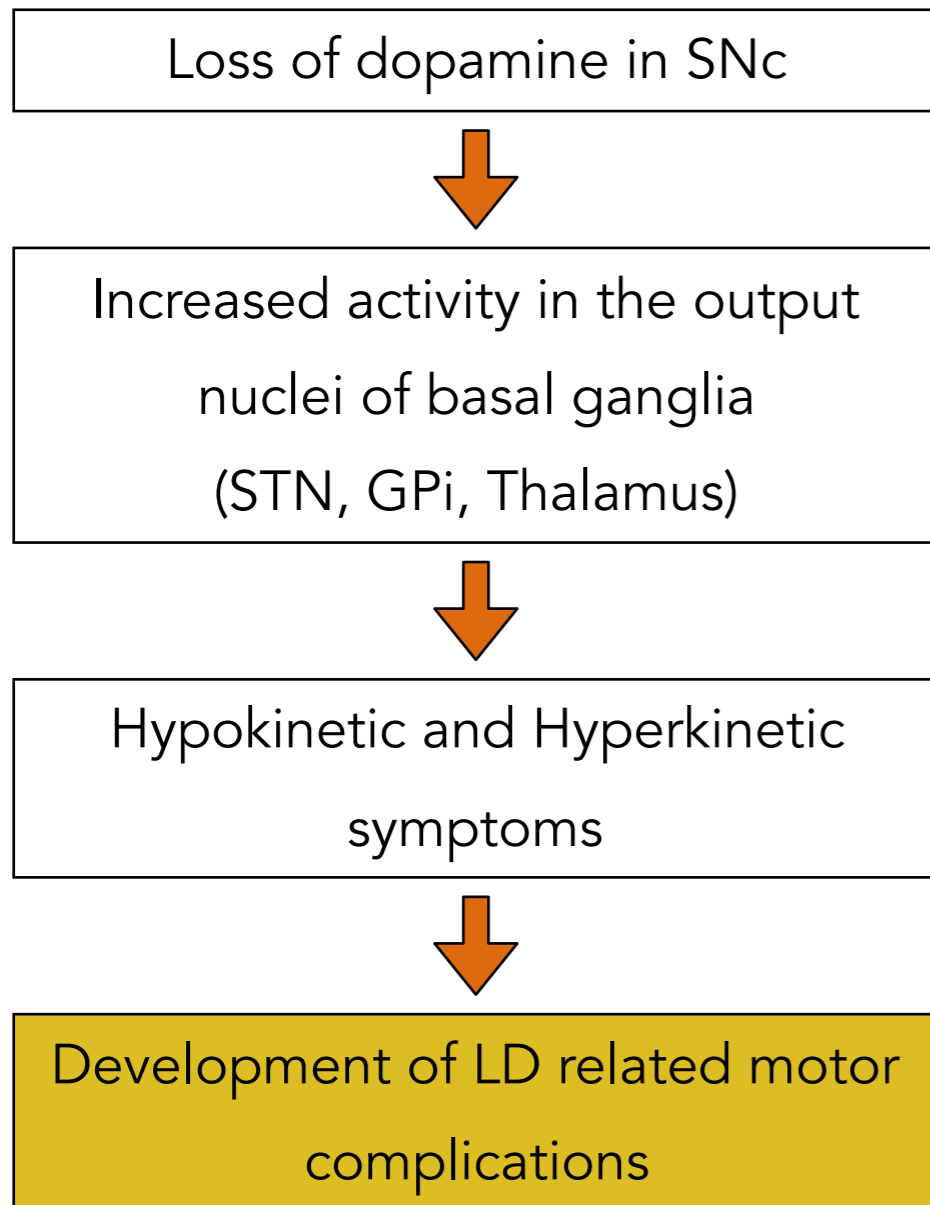 Loss of dopamine in SNc
Increased activity in the output
nuclei of basal ganglia
(STN, GPi, Thalamus)
Hypokinetic and Hyperkinetic
symptoms
Development of LD related motor
complications